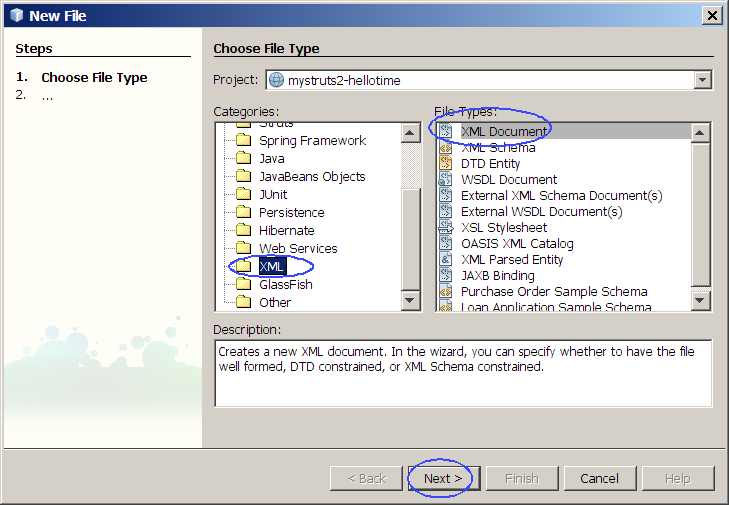 New File
Steps
1. Choose File Type
2. ...
Choose File Type
Project: mystruts2-hellotime
Categories:
Struts
Spring Framework
Java
JavaBeans Objects
JUnit
Persistence
Hibernate
Web Services
XML
GlassFish
Other
File Types:
XML Document
XML Schema
DTD Entity
WSDL Document
External XML Schema Document(s)
External WSDL Document(s)
XSL Stylesheet
OASIS XML Catalog
XML Parsed Entity
JAXB Binding
Purchase Order Sample Schema
Loan Application Sample Schema
Description:
Creates a new XML document. In the wizard, you can specify whether to have the file
well formed, DTD constrained, or XML Schema constrained.
< Back Next > Finish Cancel Help